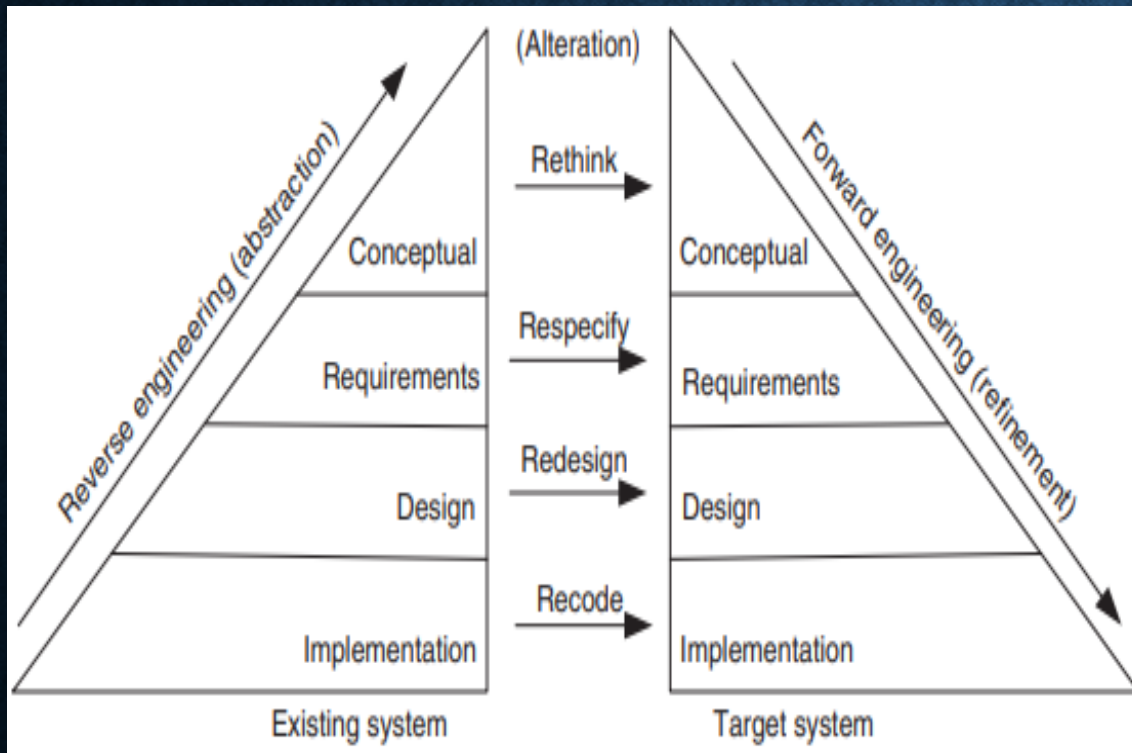 (Alteration)
Reverse engineering (abstraction)
Forward engineering (refinement)
Rethink
Conceptual
Conceptual
Respecify
Requirements
Requirements
Redesign
Design
Design
Recode
Implementation
Implementation
Existing system
Target system